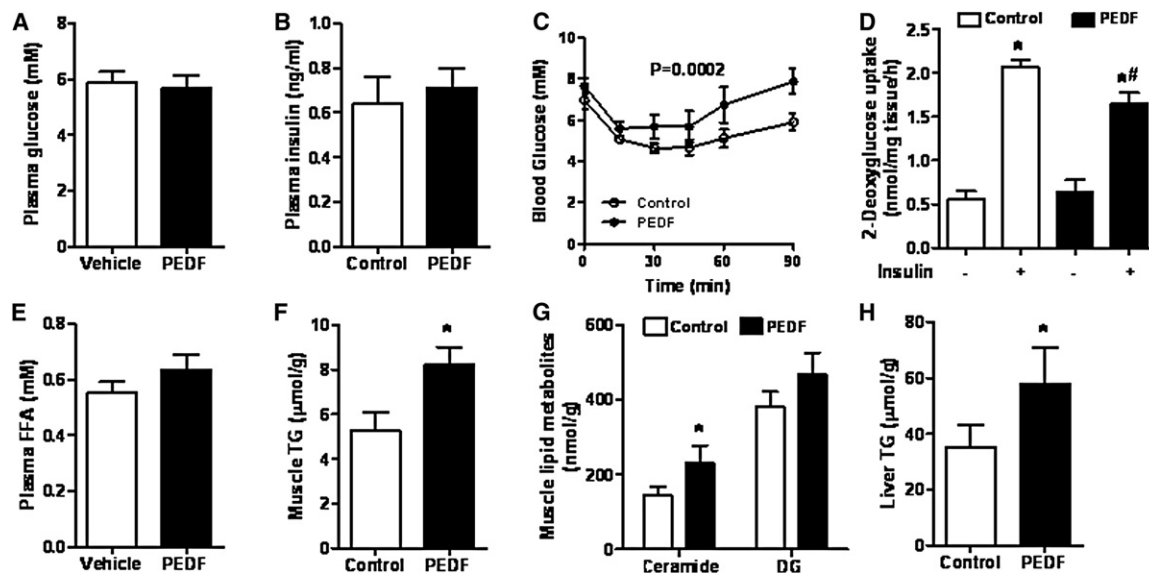 A
Plasma glucose (mM)
8
6
4
2
0
Vehicle PEDF
B
Plasma insulin (ng/ml)
1.0
0.8
0.6
0.4
0.2
0.0
Control PEDF
C
Blood Glucose (mM)
10
8
6
4
2
0
P=0.0002
Control
PEDF
0 30 60 90
Time (min)
D
Control PEDF
2-Deoxyglucose uptake
(nmol/mg tissue/h)
2.5
2.0
1.5
1.0
0.5
0.0
*
*#
Insulin - + - +
E
Plasma FFA (mM)
0.8
0.6
0.4
0.2
0.0
Vehicle PEDF
F
Muscle TG (µmol/g)
10
8
6
4
2
0
*
Control PEDF
G
Control PEDF
Muscle lipid metabolites
(nmol/g)
600
400
200
0
*
Ceramide DG
H
Liver TG (µmol/g)
80
60
40
20
0
*
Control PEDF